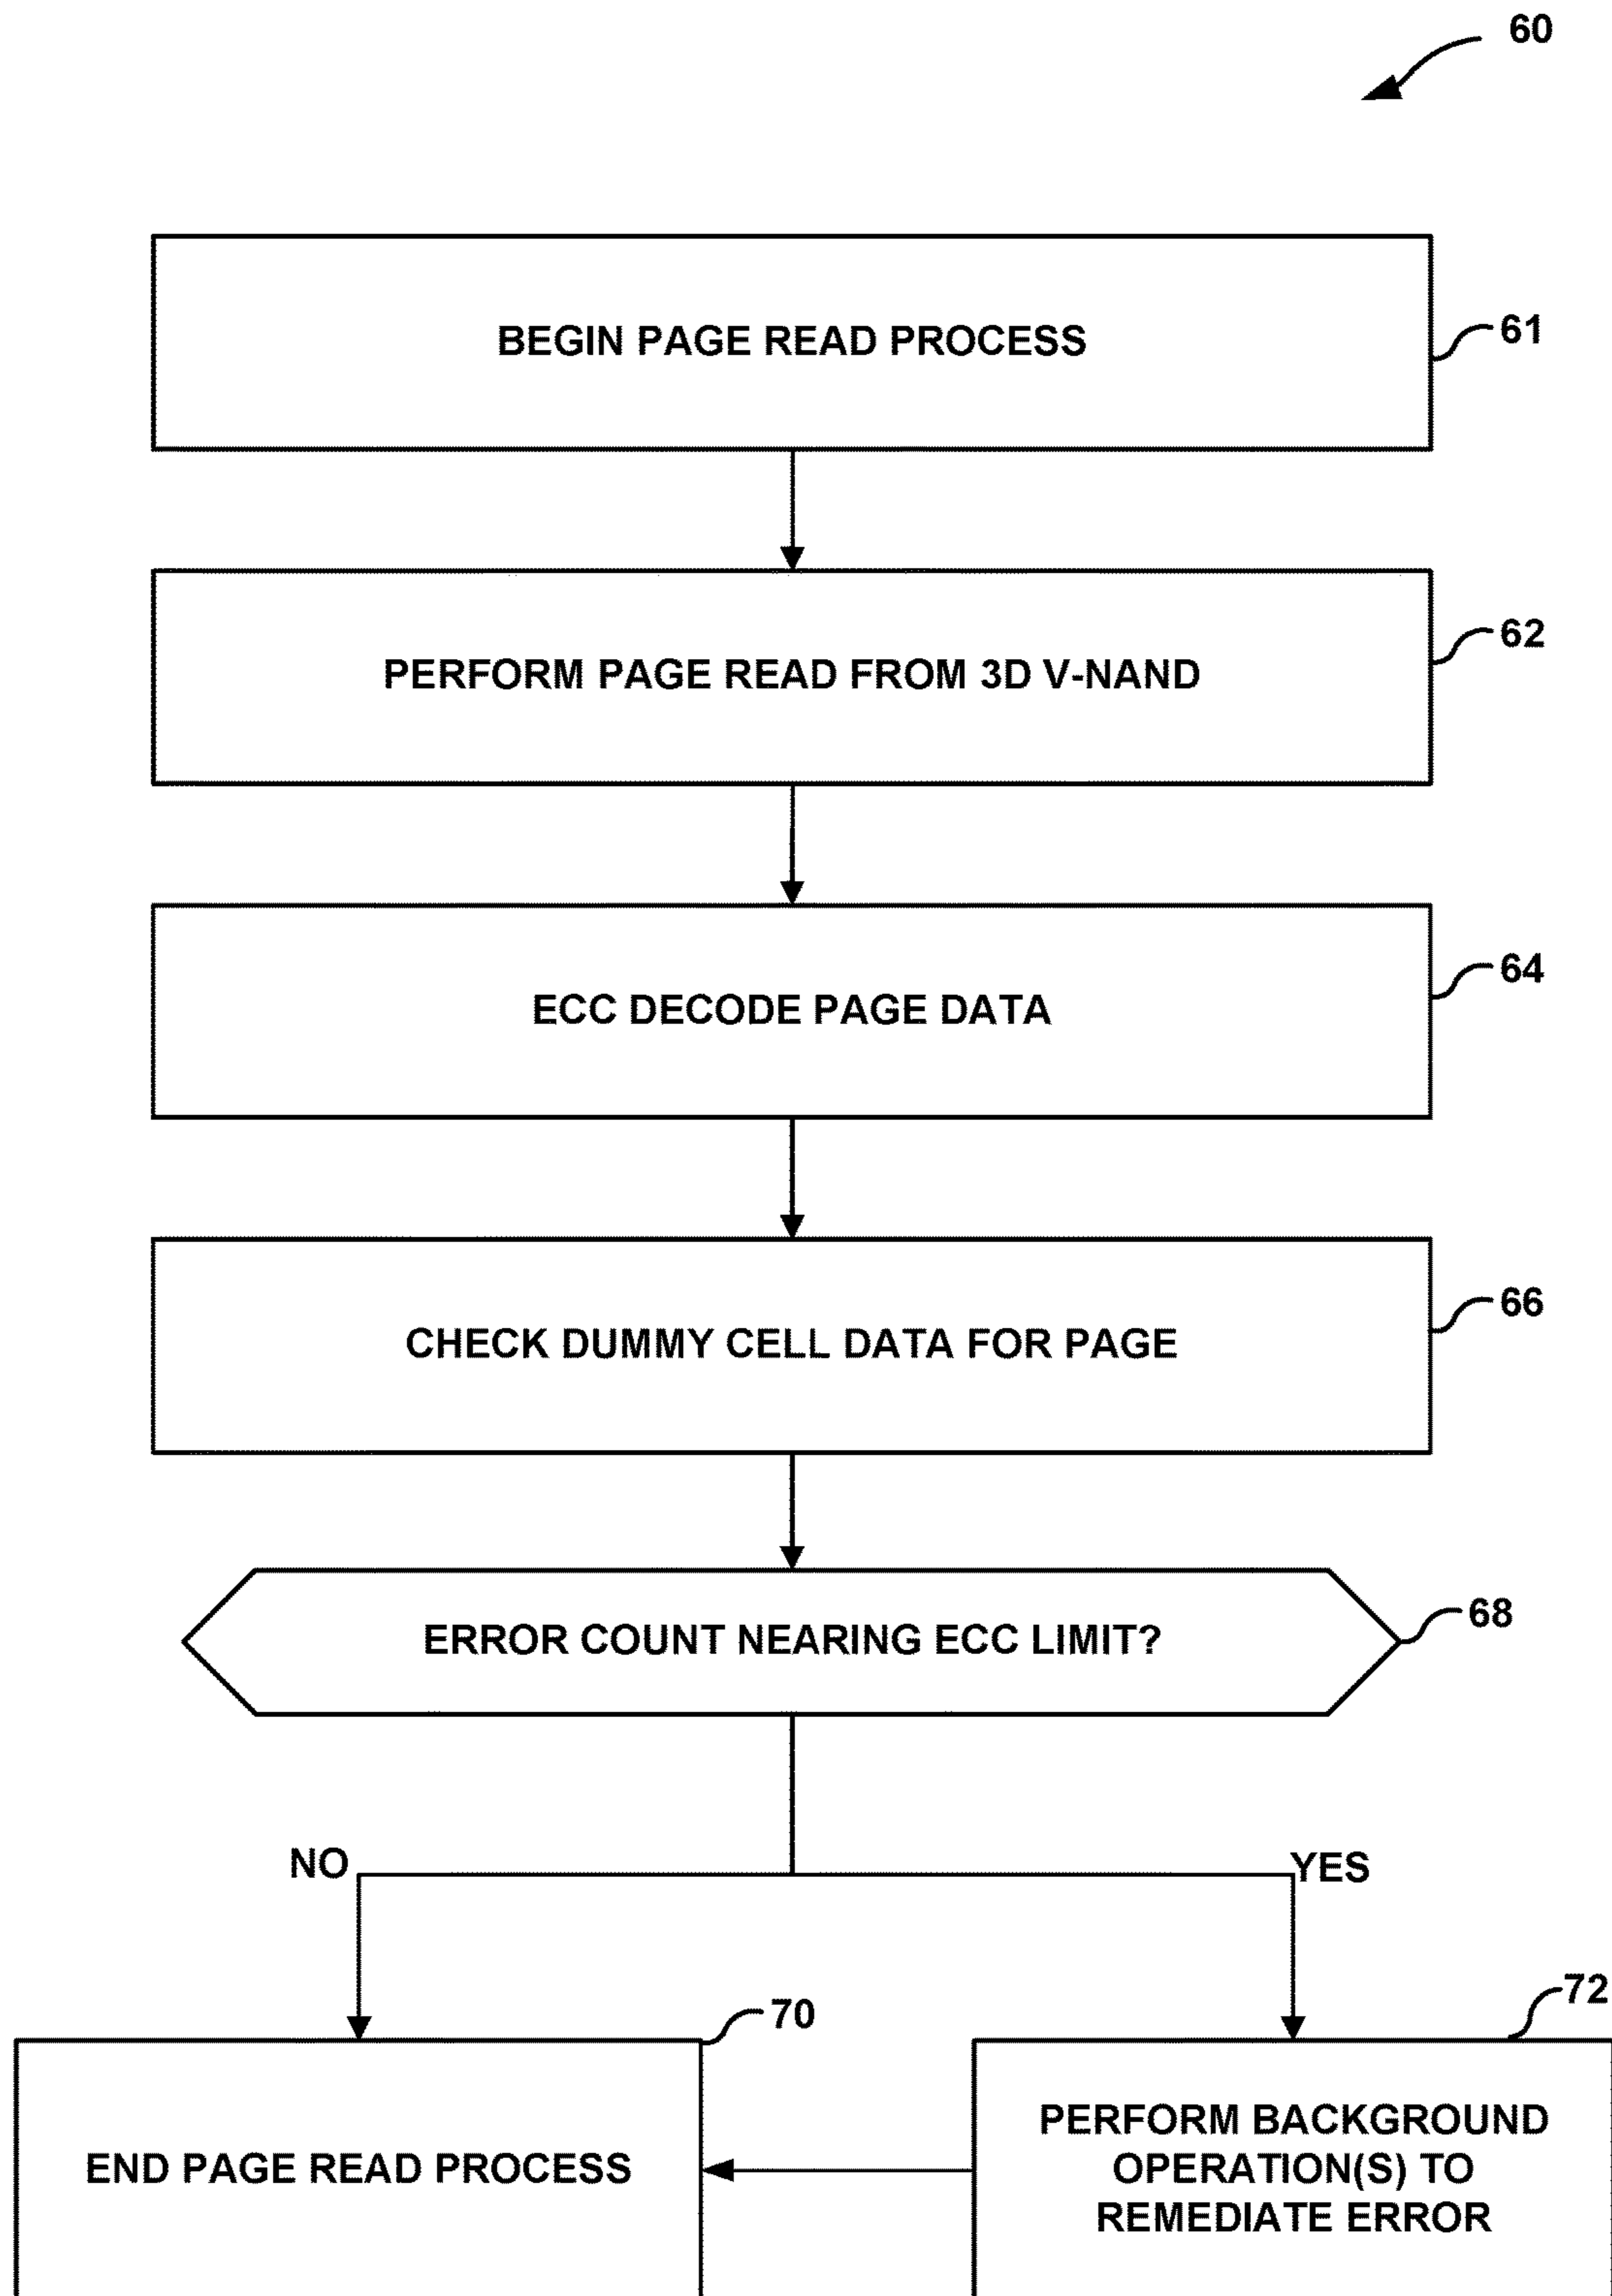 60
BEGIN PAGE READ PROCESS
61
PERFORM PAGE READ FROM 3D V-NAND
62
ECC DECODE PAGE DATA
64
CHECK DUMMY CELL DATA FOR PAGE
66
ERROR COUNT NEARING ECC LIMIT?
68
NO
YES
70
72
END PAGE READ PROCESS
PERFORM BACKGROUND
OPERATION(S) TO
REMEDIATE ERROR